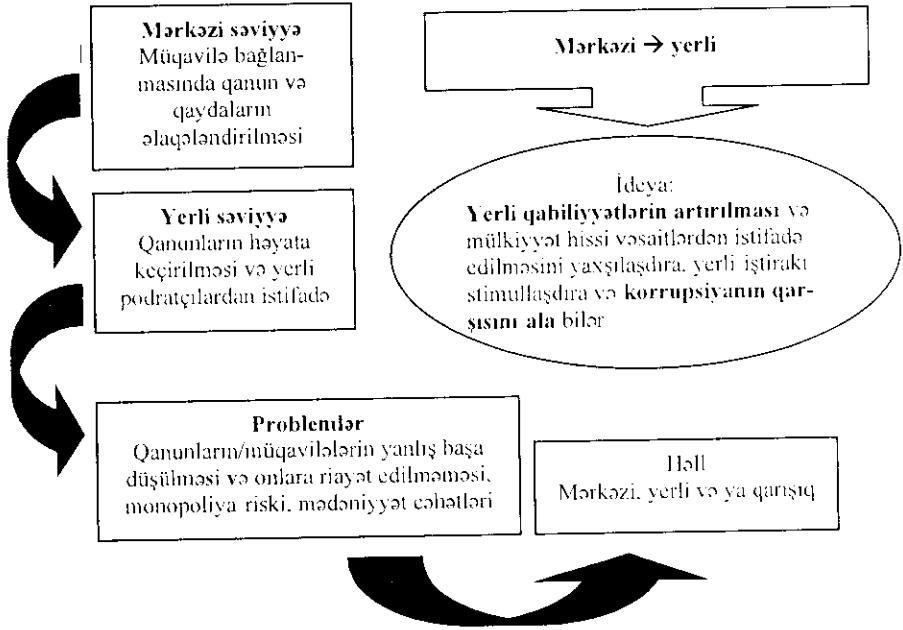 Mərkəzi səviyyə
Müqavilə bağlan-
masında qanun və
qaydaların
əlaqələndirilməsi
Mərkəzi → yerli
Yerli səviyyə
Qanunların həyata
keçirilməsi və yerli
podratçılardan istifadə
İdeya:
Yerli qabiliyyətlərin artırılması və
mülkiyyət hissi vəsaitlərdən istifadə
edilməsini yaxşılaşdıra, yerli iştirakı
stimullaşdıra və korrupsiyanın qar-
şısını ala bilər
Problemlər
Qanunların/müqavilələrin yanlış başa
düşülməsi və onlara riayət edilməməsi,
monopoliya riski, mədəniyyət cəhətləri
Həll
Mərkəzi, yerli və ya qarışıq